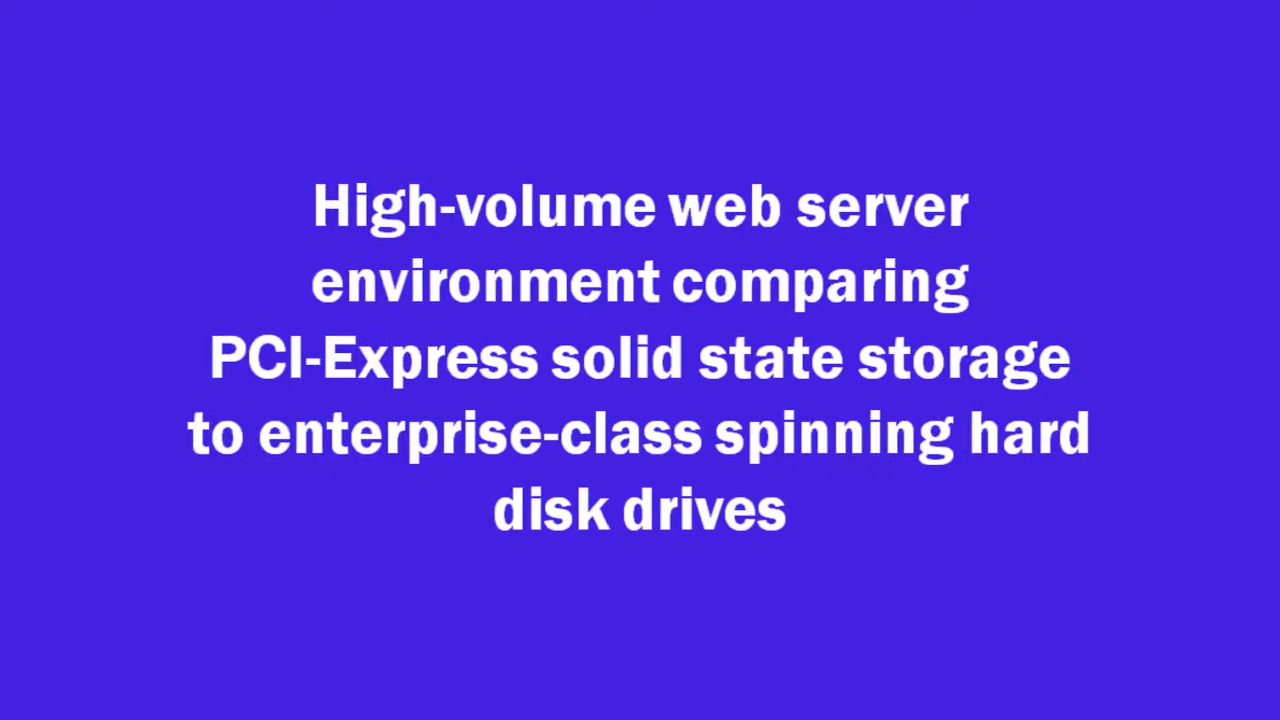 High-volume web server
environment comparing
PCI-Express solid state storage
to enterprise-class spinning hard
disk drives